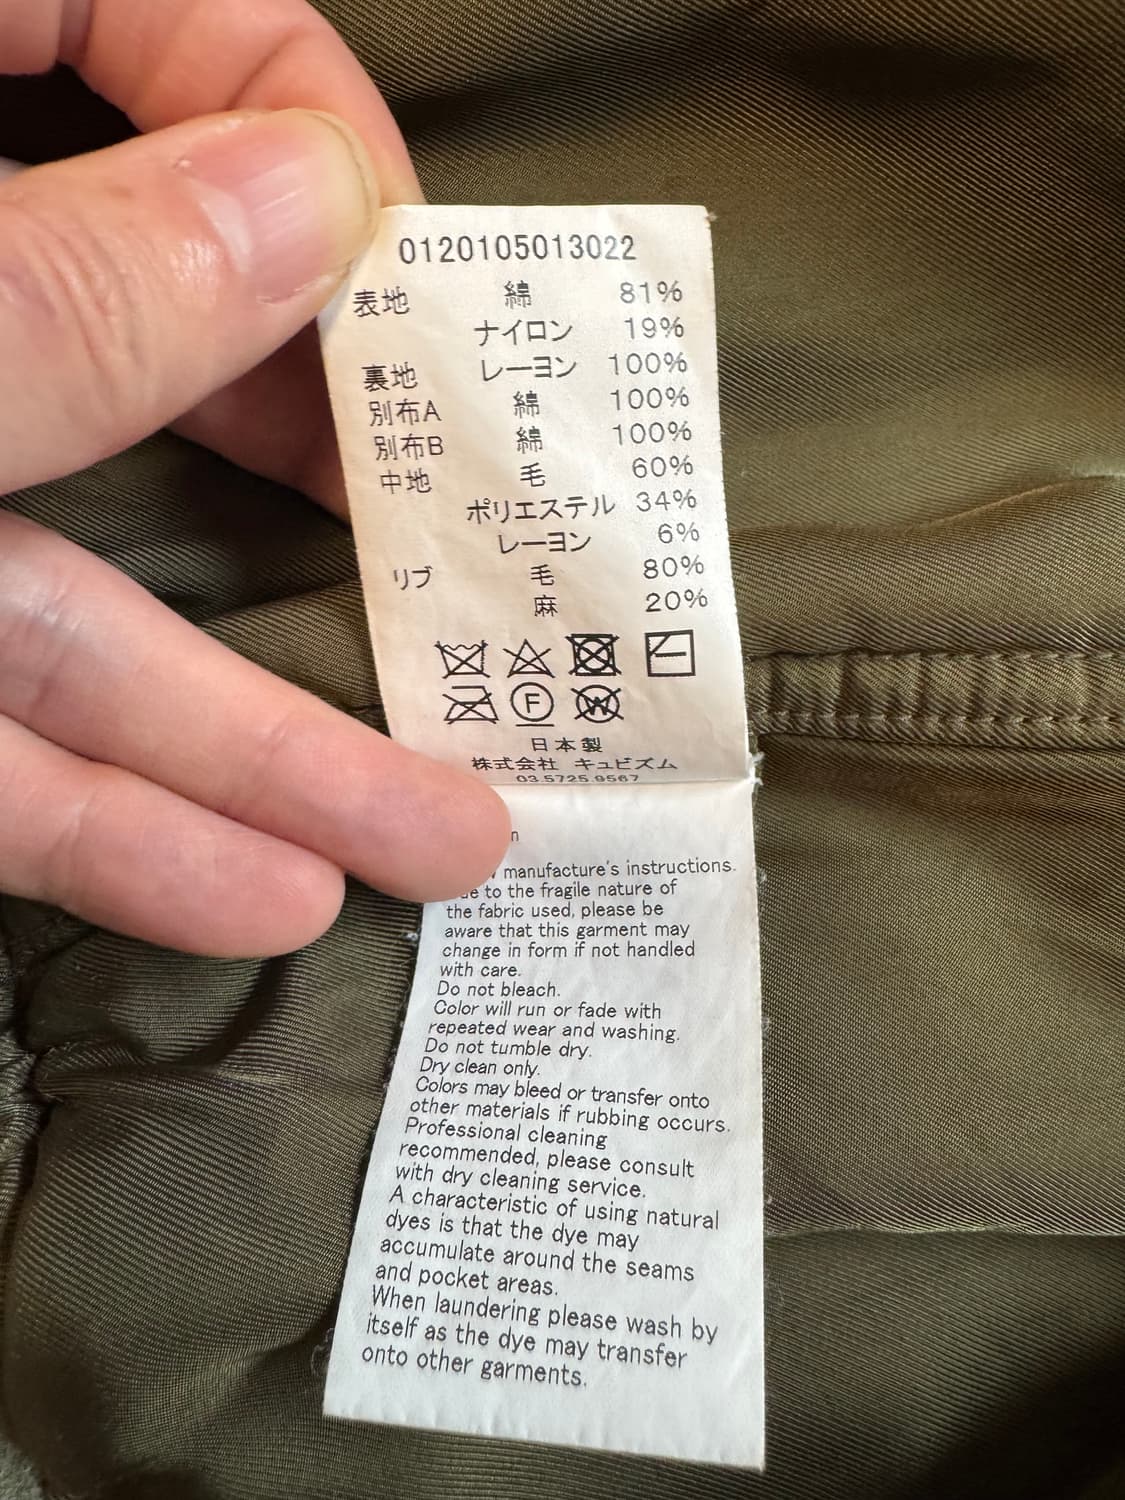 0120105013022
表地 綿 81%
ナイロン 19%
裏地 レーヨン 100%
別布A 綿 100%
別布B 綿 100%
中地 毛 60%
ポリエステル 34%
レーヨン 6%
リブ 毛 80%
麻 20%
F
W
日本製
株式会社 キュビズム
03.5725.9567
manufacture's instructions.
to the fragile nature of
the fabric used, please be
aware that this garment may
change in form if not handled
with care.
Do not bleach.
Color will run or fade with
repeated wear and washing.
Do not tumble dry.
Dry clean only.
Colors may bleed or transfer onto
other materials if rubbing occurs.
Professional cleaning
recommended, please consult
with dry cleaning service.
A characteristic of using natural
dyes is that the dye may
accumulate around the seams
and pocket areas.
When laundering please wash by
itself as the dye may transfer
onto other garments.